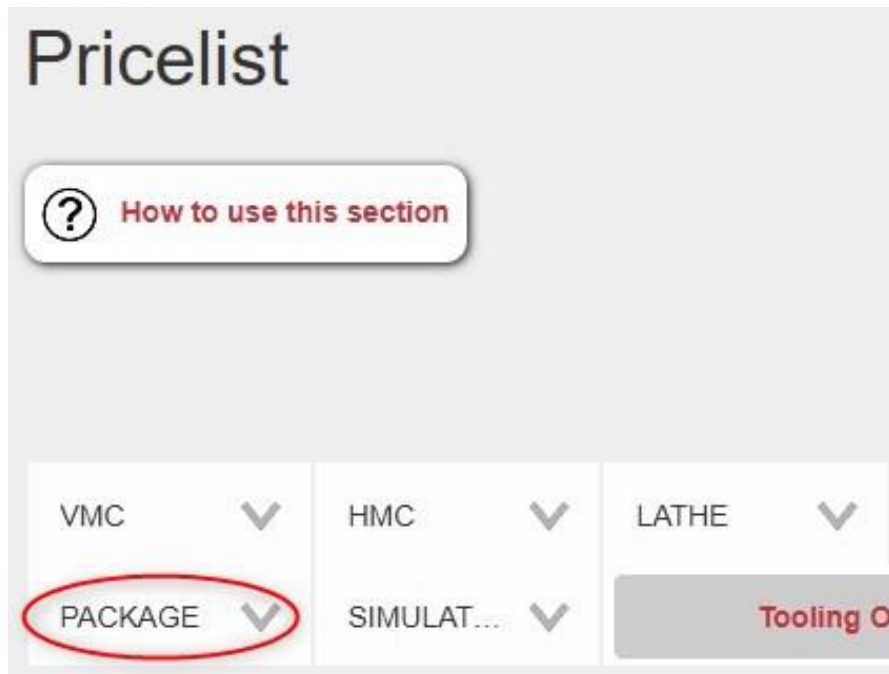 Pricelist
? How to use this section
VMC HMC LATHE
PACKAGE SIMULAT... Tooling O